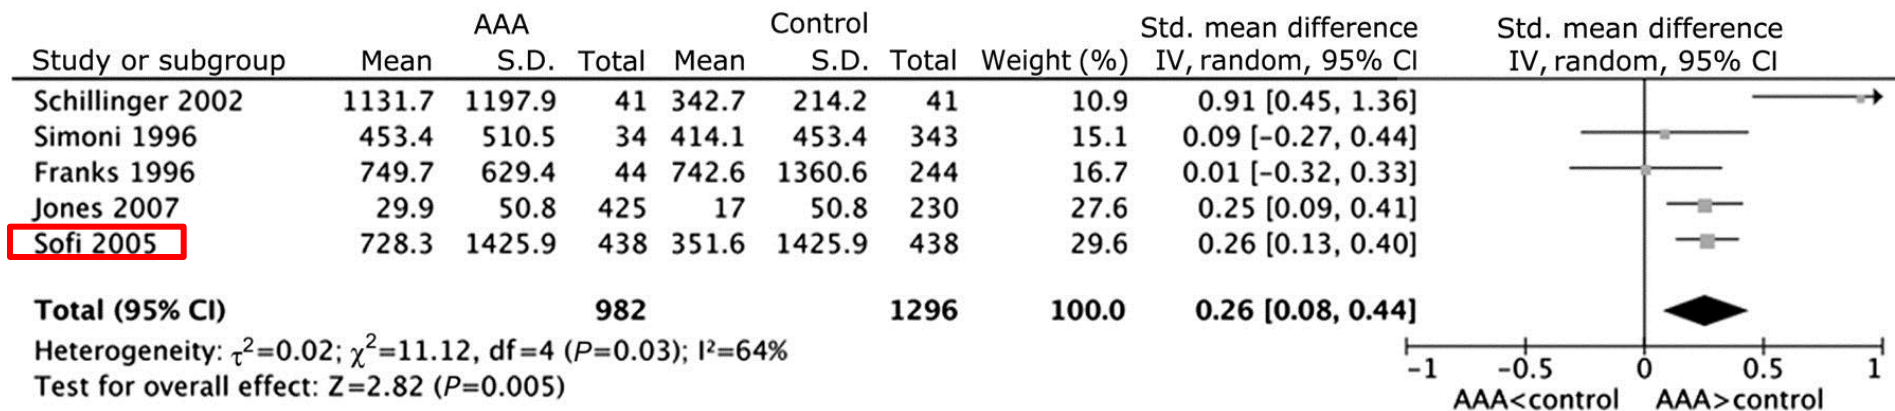 AAA Control Std. mean difference Std. mean difference
Study or subgroup Mean S.D. Total Mean S.D. Total Weight (%) IV, random, 95% CI IV, random, 95% CI
Schillinger 2002 1131.7 1197.9 41 342.7 214.2 41 10.9 0.91 [0.45, 1.36]
Simoni 1996 453.4 510.5 34 414.1 453.4 343 15.1 0.09 [−0.27, 0.44]
Franks 1996 749.7 629.4 44 742.6 1360.6 244 16.7 0.01 [−0.32, 0.33]
Jones 2007 29.9 50.8 425 17 50.8 230 27.6 0.25 [0.09, 0.41]
Sofi 2005 728.3 1425.9 438 351.6 1425.9 438 29.6 0.26 [0.13, 0.40]
Total (95% CI) 982 1296 100.0 0.26 [0.08, 0.44]
Heterogeneity: τ²=0.02; χ²=11.12, df=4 (P=0.03); I²=64%
Test for overall effect: Z=2.82 (P=0.005)
−1 −0.5 0 0.5 1
AAA<control AAA>control